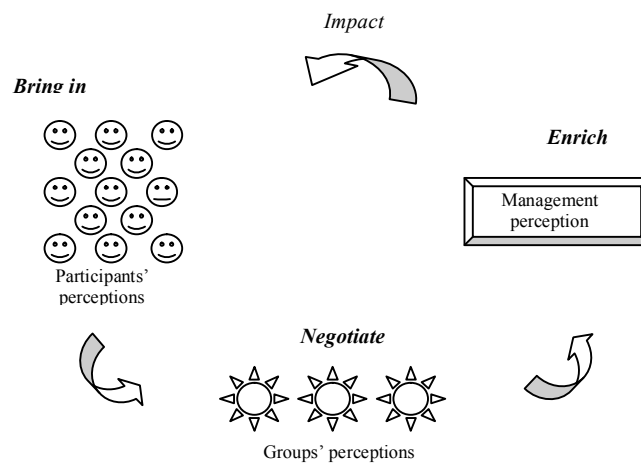 Impact
Bring in
Enrich
Management
perception
Participants'
perceptions
Negotiate
Groups' perceptions